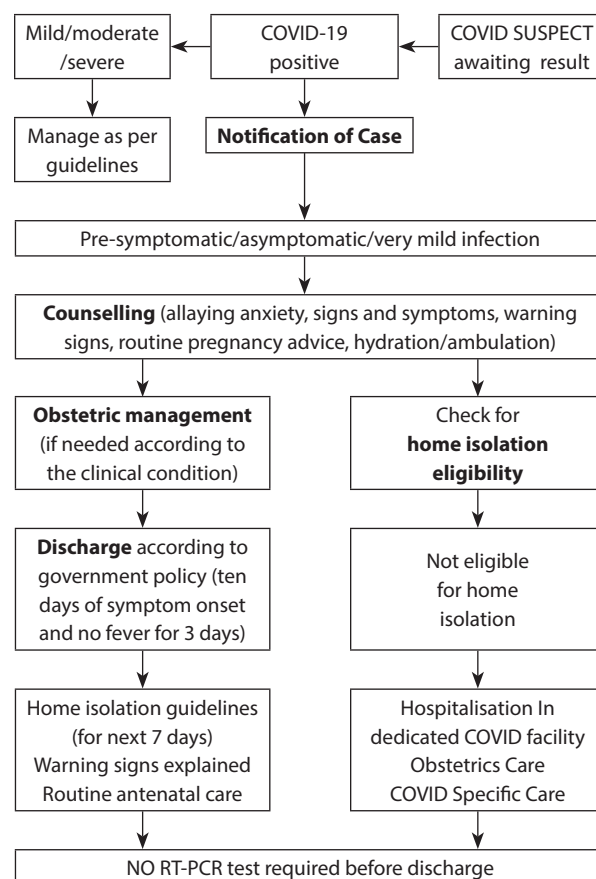 Mild/moderate
/severe
COVID-19
positive
COVID SUSPECT
awaiting result
Manage as per
guidelines
Notification of Case
Pre-symptomatic/asymptomatic/very mild infection
Counselling (allaying anxiety, signs and symptoms, warning
signs, routine pregnancy advice, hydration/ambulation)
Obstetric management
(if needed according to
the clinical condition)
Check for
home isolation
eligibility
Discharge according to
government policy (ten
days of symptom onset
and no fever for 3 days)
Not eligible
for home
isolation
Home isolation guidelines
(for next 7 days)
Warning signs explained
Routine antenatal care
Hospitalisation In
dedicated COVID facility
Obstetrics Care
COVID Specific Care
NO RT-PCR test required before discharge